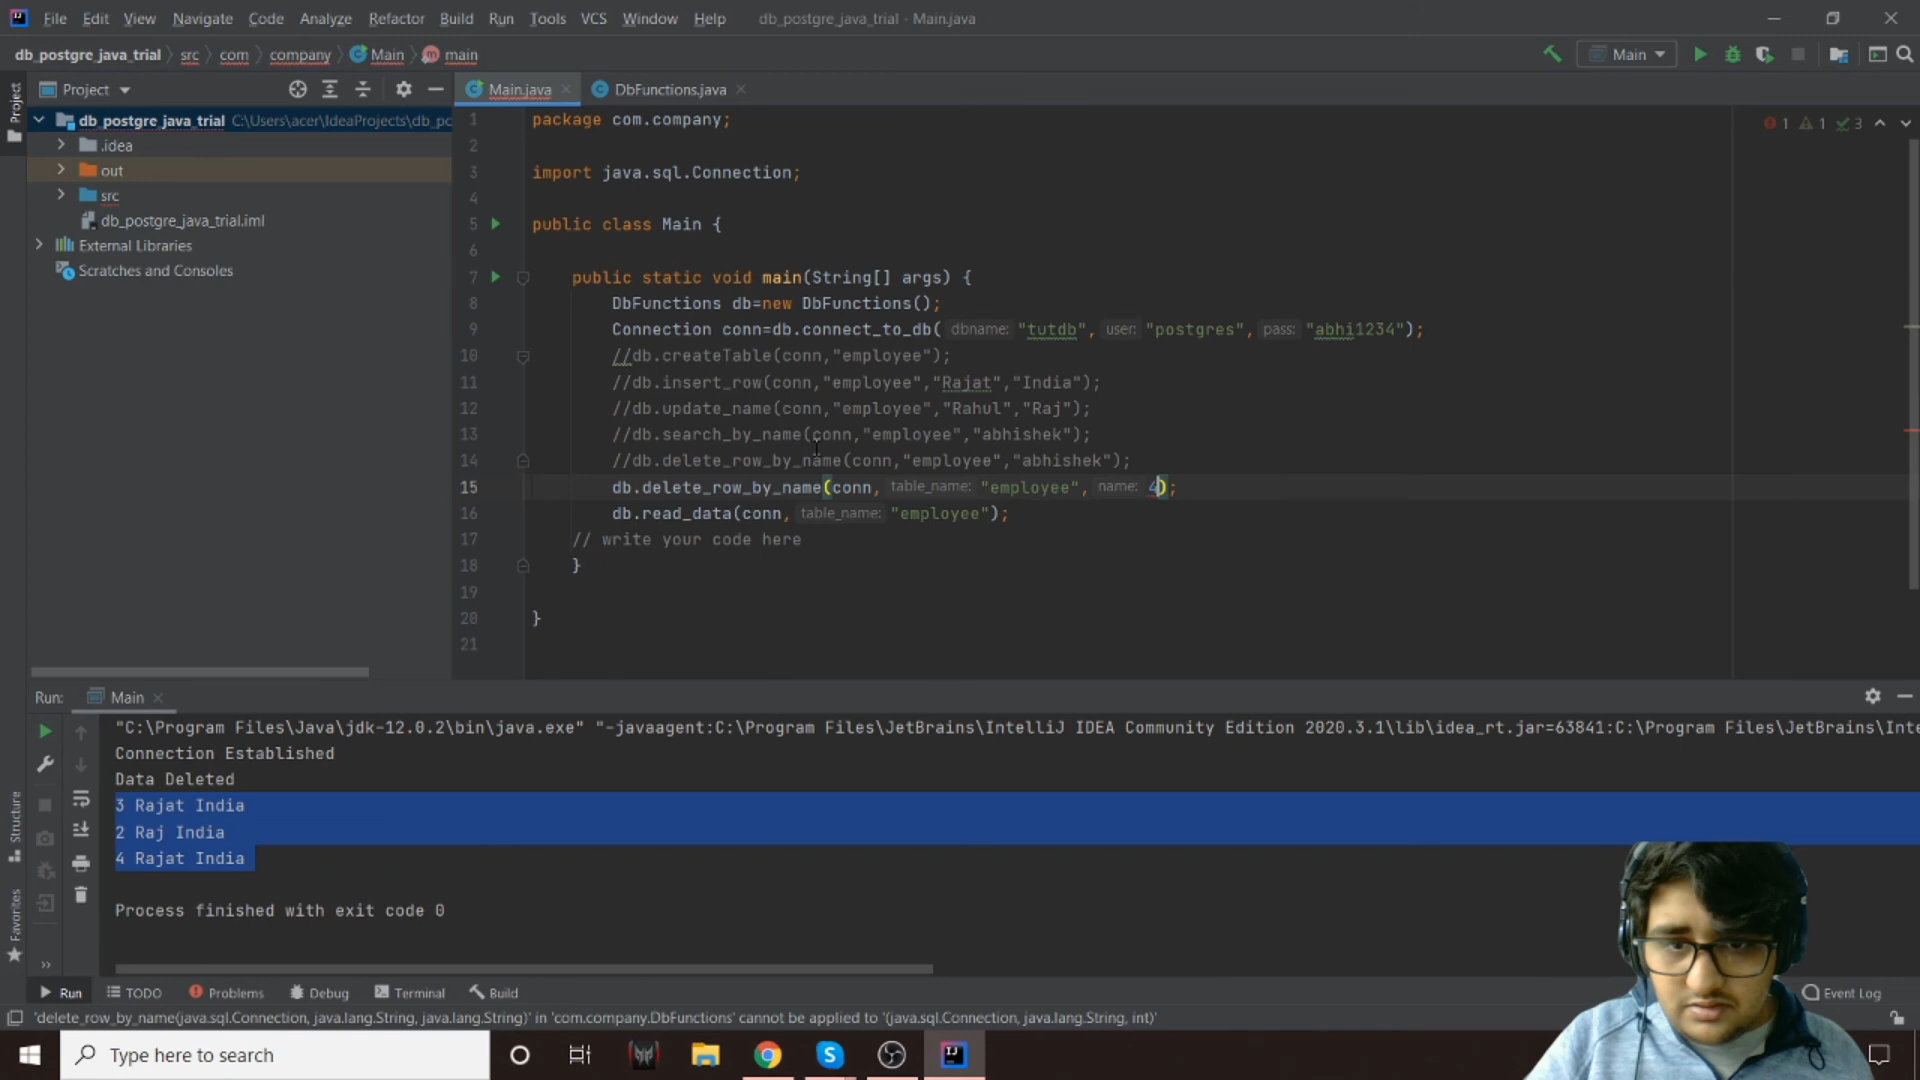 File Edit View Navigate Code Analyze Refactor Build Run Tools VCS Window Help db_postgre_java_trial - Main.java
db_postgre_java_trial src com company Main main Main
Project Main.java DbFunctions.java
Project
db_postgre_java_trial C:\Users\acer\IdeaProjects\db_pc
.idea
out
src
db_postgre_java_trial.iml
External Libraries
Scratches and Consoles
1 1 3
1 package com.company;
2
3 import java.sql.Connection;
4
5 public class Main {
6
7 public static void main(String[] args) {
8 DbFunctions db=new DbFunctions();
9 Connection conn=db.connect_to_db( dbname: "tutdb", user: "postgres", pass: "abhi1234");
10 //db.createTable(conn,"employee");
11 //db.insert_row(conn,"employee","Rajat","India");
12 //db.update_name(conn,"employee","Rahul","Raj");
13 //db.search_by_name(conn,"employee","abhishek");
14 //db.delete_row_by_name(conn,"employee","abhishek");
15 db.delete_row_by_name(conn, table_name: "employee", name: 4);
16 db.read_data(conn, table_name: "employee");
17 // write your code here
18 }
19
20 }
21
Run: Main
"C:\Program Files\Java\jdk-12.0.2\bin\java.exe" "-javaagent:C:\Program Files\JetBrains\IntelliJ IDEA Community Edition 2020.3.1\lib\idea_rt.jar=63841:C:\Program Files\JetBrains\Inte
Connection Established
Data Deleted
3 Rajat India
2 Raj India
4 Rajat India
Process finished with exit code 0
Structure
Favorites
Run TODO Problems Debug Terminal Build Event Log
'delete_row_by_name(java.sql.Connection, java.lang.String, java.lang.String)' in 'com.company.DbFunctions' cannot be applied to '(java.sql.Connection, java.lang.String, int)'
Type here to search